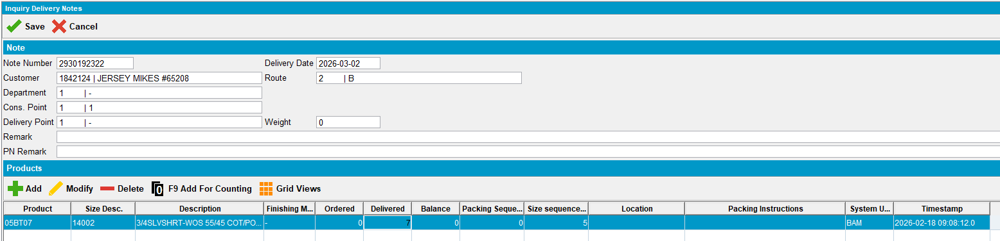 Inquiry Delivery Notes
Save Cancel
Note
Note Number 2930192322 Delivery Date 2026-03-02
Customer 1842124 | JERSEY MIKES #65208 Route 2 | B
Department 1 | -
Cons. Point 1 | 1
Delivery Point 1 | - Weight 0
Remark
PN Remark
Products
Add Modify Delete 0 F9 Add For Counting Grid Views
Product Size Desc. Description Finishing M... Ordered Delivered Balance Packing Seque... Size sequence... Location Packing Instructions System U... Timestamp
05BT07 14002 3/4SLVSHRT-WOS 55/45 COT/PO... - 0 7 0 0 5 BAM 2026-02-18 09:08:12.0